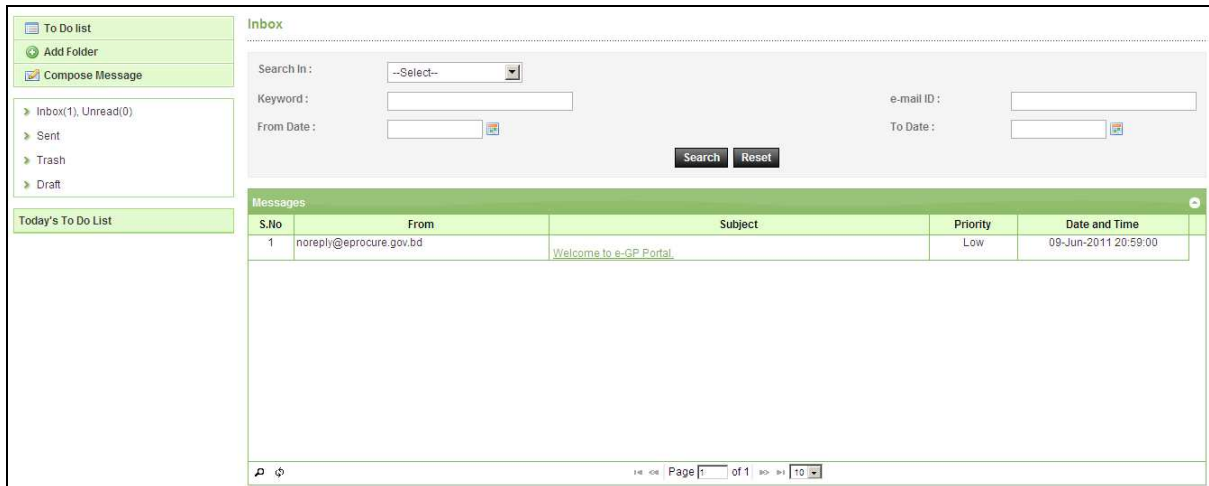 To Do list
Add Folder
Compose Message
Inbox(1), Unread(0)
Sent
Trash
Draft
Today's To Do List
Inbox
Search In :
--Select--
Keyword :
e-mail ID :
From Date :
To Date :
Search Reset
Messages
S.No From Subject Priority Date and Time
1 noreply@eprocure.gov.bd Welcome to e-GP Portal. Low 09-Jun-2011 20:59:00
Page 1 of 1 10